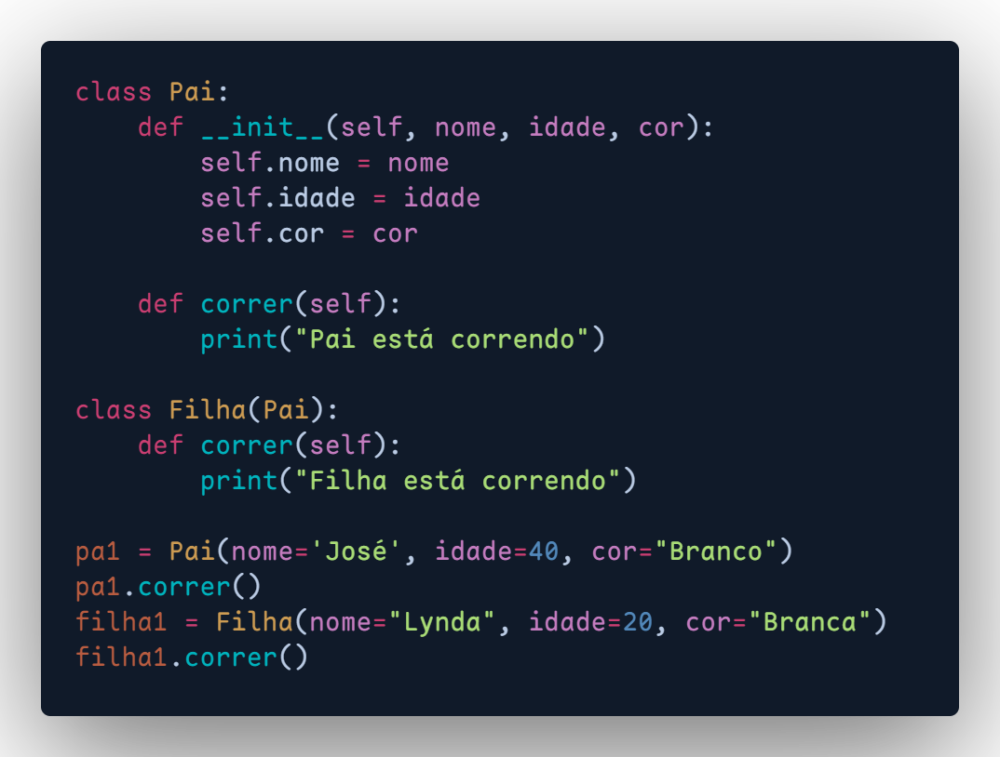 class Pai:
    def __init__(self, nome, idade, cor):
        self.nome = nome
        self.idade = idade
        self.cor = cor

    def correr(self):
        print("Pai está correndo")

class Filha(Pai):
    def correr(self):
        print("Filha está correndo")

pa1 = Pai(nome='José', idade=40, cor="Branco")
pa1.correr()
filha1 = Filha(nome="Lynda", idade=20, cor="Branca")
filha1.correr()